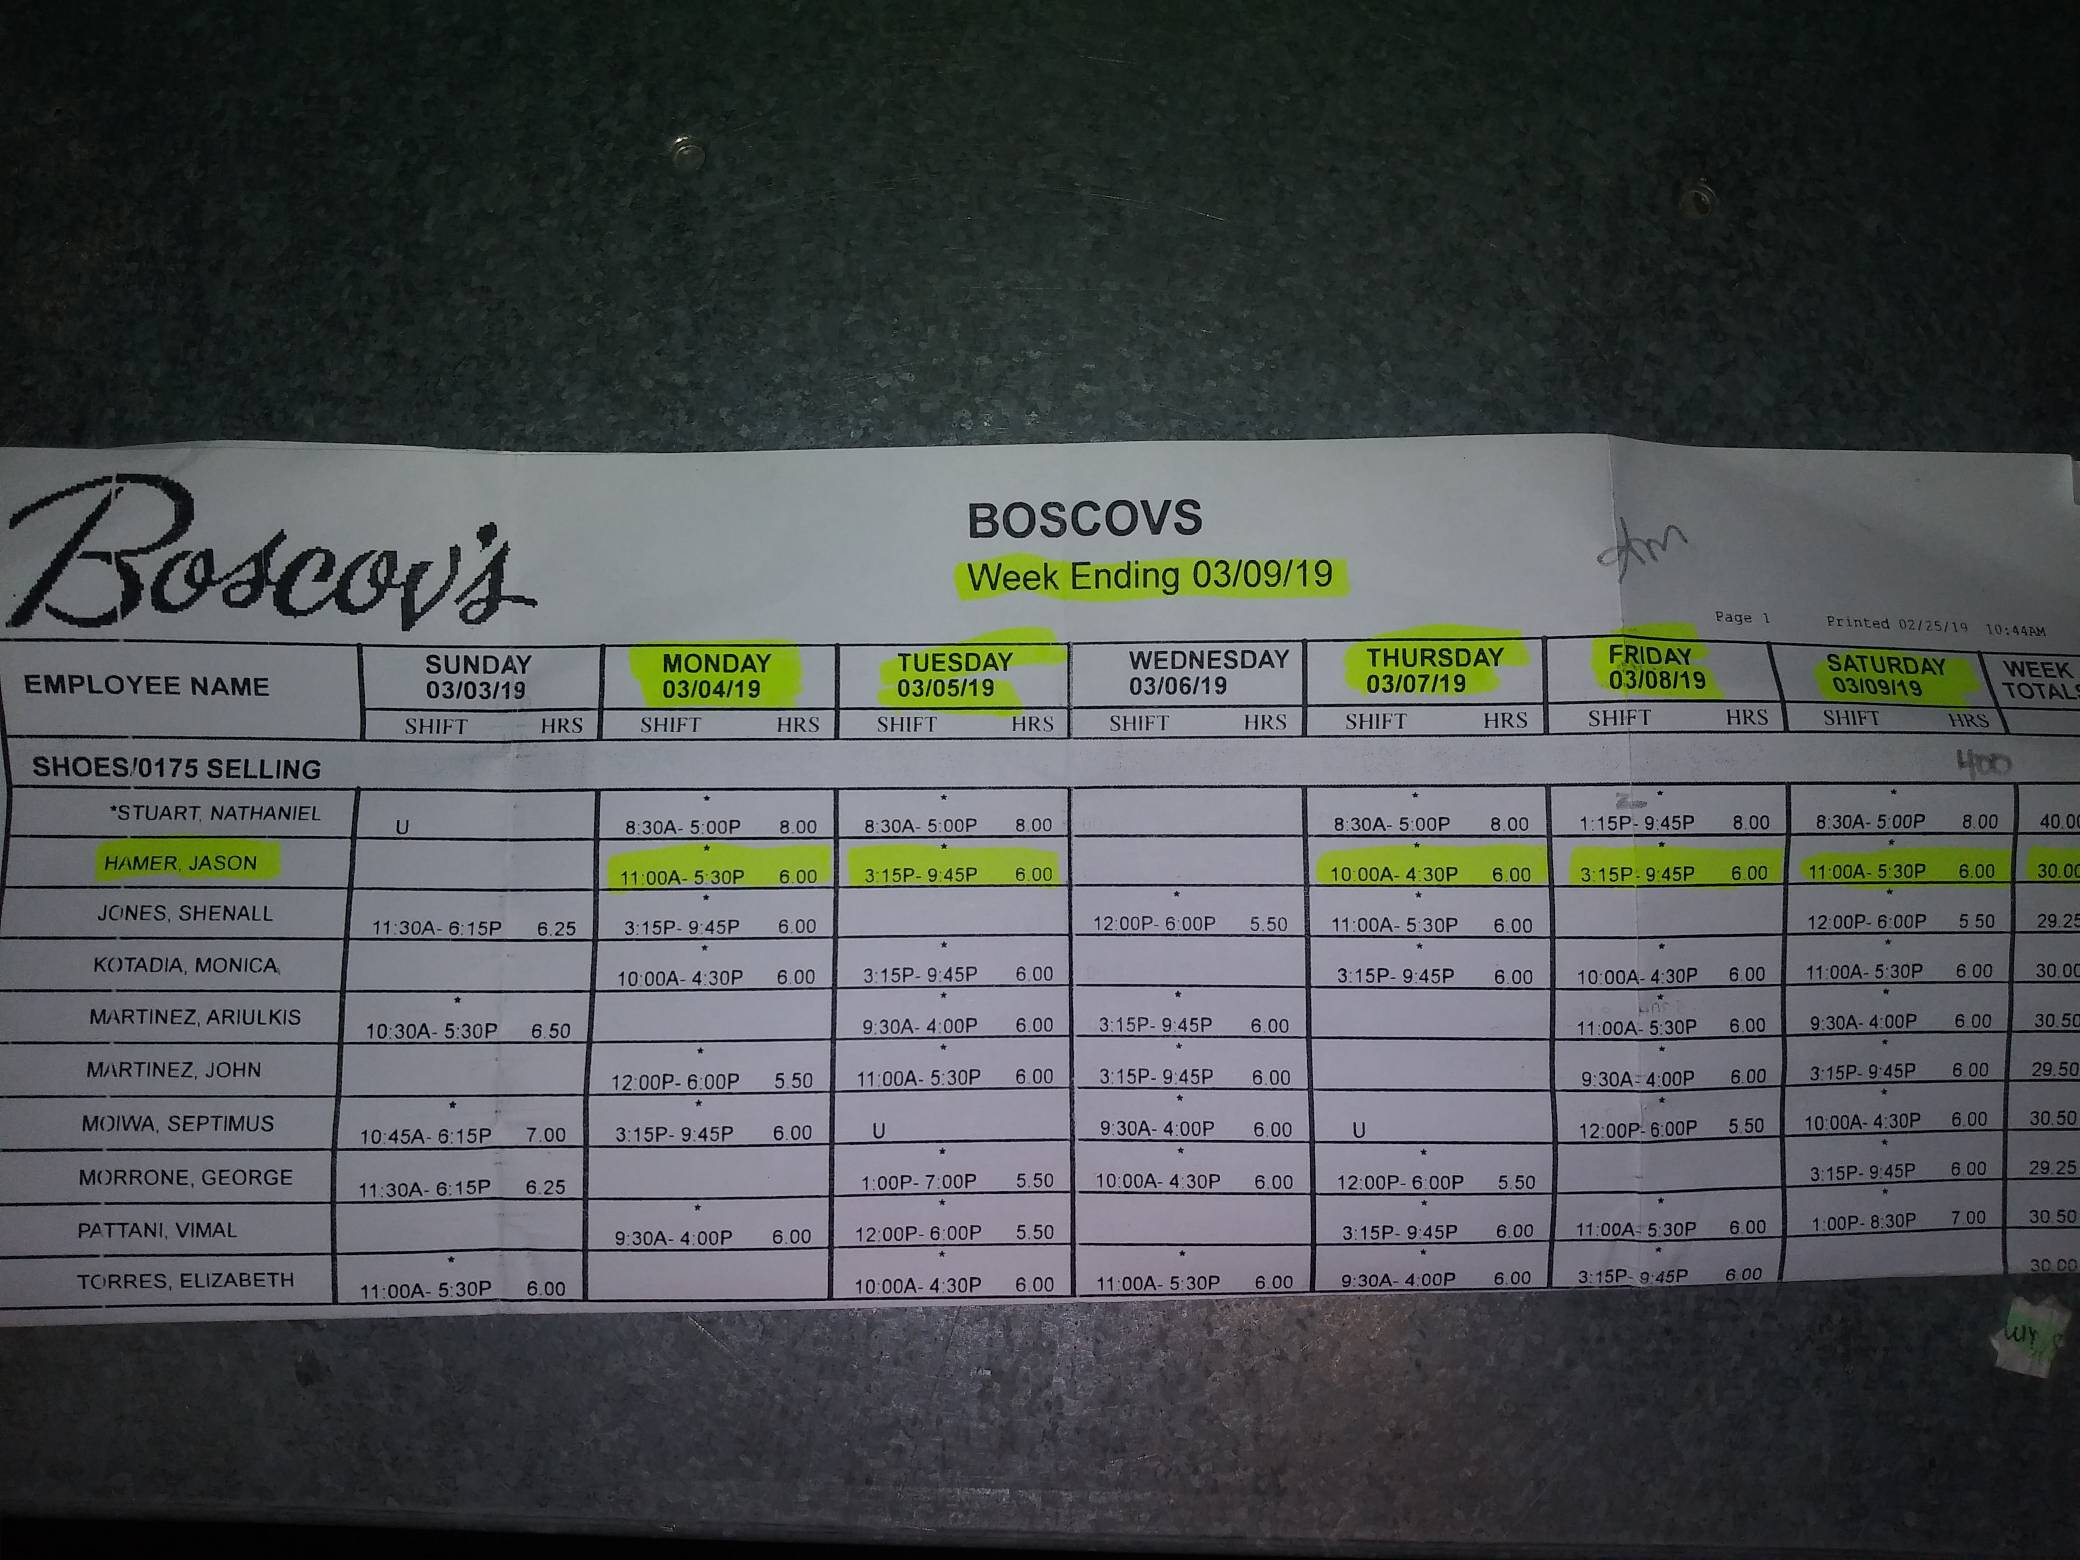 Boscov's
BOSCOVS
Week Ending 03/09/19
Page 1 Printed 02/25/19 10:44AM
EMPLOYEE NAME SUNDAY 03/03/19 MONDAY 03/04/19 TUESDAY 03/05/19 WEDNESDAY 03/06/19 THURSDAY 03/07/19 FRIDAY 03/08/19 SATURDAY 03/09/19 WEEK TOTALS
SHIFT HRS SHIFT HRS SHIFT HRS SHIFT HRS SHIFT HRS SHIFT HRS SHIFT HRS
SHOES/0175 SELLING 400
*STUART, NATHANIEL U * 8:30A- 5:00P 8.00 * 8:30A- 5:00P 8.00 * 8:30A- 5:00P 8.00 * 1:15P- 9:45P 8.00 * 8:30A- 5:00P 8.00 40.00
HAMER, JASON * 11:00A- 5:30P 6.00 * 3:15P- 9:45P 6.00 * 10:00A- 4:30P 6.00 * 3:15P- 9:45P 6.00 * 11:00A- 5:30P 6.00 30.00
JONES, SHENALL 11:30A- 6:15P 6.25 * 3:15P- 9:45P 6.00 * 12:00P- 6:00P 5.50 * 11:00A- 5:30P 6.00 * 12:00P- 6:00P 5.50 29.25
KOTADIA, MONICA * 10:00A- 4:30P 6.00 * 3:15P- 9:45P 6.00 * 3:15P- 9:45P 6.00 * 10:00A- 4:30P 6.00 * 11:00A- 5:30P 6.00 30.00
MARTINEZ, ARIULKIS * 10:30A- 5:30P 6.50 * 9:30A- 4:00P 6.00 * 3:15P- 9:45P 6.00 * 11:00A- 5:30P 6.00 * 9:30A- 4:00P 6.00 30.50
MARTINEZ, JOHN * 12:00P- 6:00P 5.50 * 11:00A- 5:30P 6.00 * 3:15P- 9:45P 6.00 * 9:30A- 4:00P 6.00 * 3:15P- 9:45P 6.00 29.50
MOIWA, SEPTIMUS * 10:45A- 6:15P 7.00 * 3:15P- 9:45P 6.00 U * 9:30A- 4:00P 6.00 U * 12:00P- 6:00P 5.50 * 10:00A- 4:30P 6.00 30.50
MORRONE, GEORGE 11:30A- 6:15P 6.25 * 1:00P- 7:00P 5.50 * 10:00A- 4:30P 6.00 * 12:00P- 6:00P 5.50 * 3:15P- 9:45P 6.00 29.25
PATTANI, VIMAL * 9:30A- 4:00P 6.00 * 12:00P- 6:00P 5.50 * 3:15P- 9:45P 6.00 * 11:00A- 5:30P 6.00 * 1:00P- 8:30P 7.00 30.50
TORRES, ELIZABETH * 11:00A- 5:30P 6.00 * 10:00A- 4:30P 6.00 * 11:00A- 5:30P 6.00 * 9:30A- 4:00P 6.00 * 3:15P- 9:45P 6.00 30.00